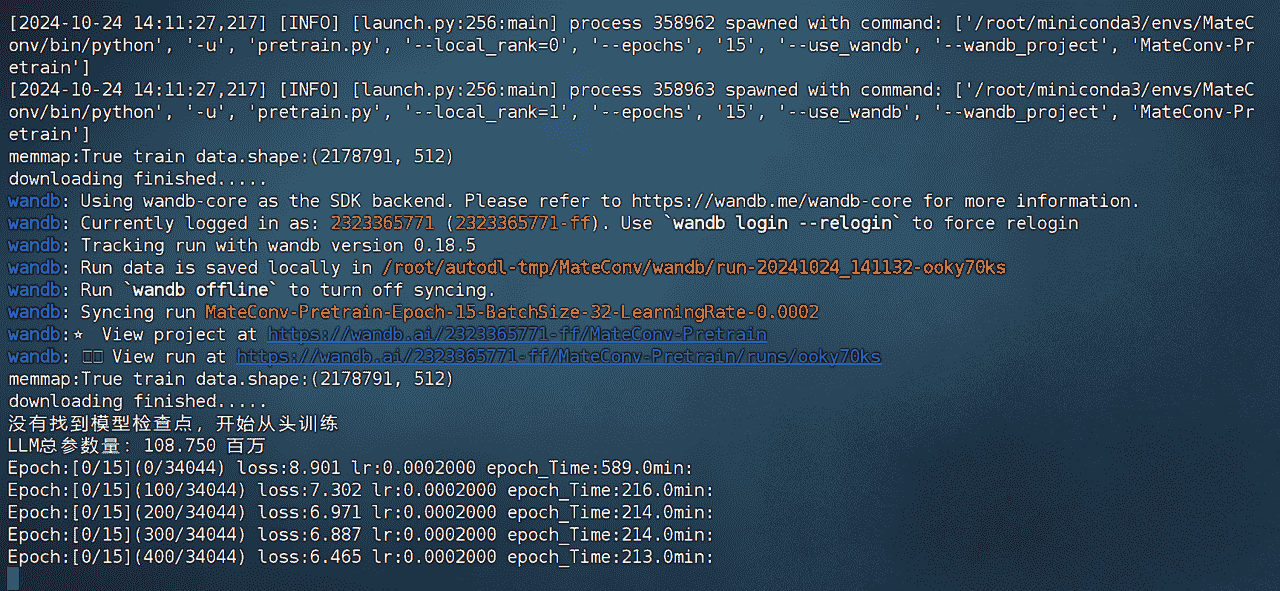 [2024-10-24 14:11:27,217] [INFO] [launch.py:256:main] process 358962 spawned with command: ['/root/miniconda3/envs/MateC
onv/bin/python', '-u', 'pretrain.py', '--local_rank=0', '--epochs', '15', '--use_wandb', '--wandb_project', 'MateConv-Pr
etrain']
[2024-10-24 14:11:27,217] [INFO] [launch.py:256:main] process 358963 spawned with command: ['/root/miniconda3/envs/MateC
onv/bin/python', '-u', 'pretrain.py', '--local_rank=1', '--epochs', '15', '--use_wandb', '--wandb_project', 'MateConv-Pr
etrain']
memmap:True train data.shape:(2178791, 512)
downloading finished.....
wandb: Using wandb-core as the SDK backend. Please refer to https://wandb.me/wandb-core for more information.
wandb: Currently logged in as: 2323365771 (2323365771-ff). Use `wandb login --relogin` to force relogin
wandb: Tracking run with wandb version 0.18.5
wandb: Run data is saved locally in /root/autodl-tmp/MateConv/wandb/run-20241024_141132-ooky70ks
wandb: Run `wandb offline` to turn off syncing.
wandb: Syncing run MateConv-Pretrain-Epoch-15-BatchSize-32-LearningRate-0.0002
wandb:⭐ View project at https://wandb.ai/2323365771-ff/MateConv-Pretrain
wandb: View run at https://wandb.ai/2323365771-ff/MateConv-Pretrain/runs/ooky70ks
memmap:True train data.shape:(2178791, 512)
downloading finished.....
没有找到模型检查点，开始从头训练
LLM总参数量：108.750 百万
Epoch:[0/15](0/34044) loss:8.901 lr:0.0002000 epoch_Time:589.0min:
Epoch:[0/15](100/34044) loss:7.302 lr:0.0002000 epoch_Time:216.0min:
Epoch:[0/15](200/34044) loss:6.971 lr:0.0002000 epoch_Time:214.0min:
Epoch:[0/15](300/34044) loss:6.887 lr:0.0002000 epoch_Time:214.0min:
Epoch:[0/15](400/34044) loss:6.465 lr:0.0002000 epoch_Time:213.0min: